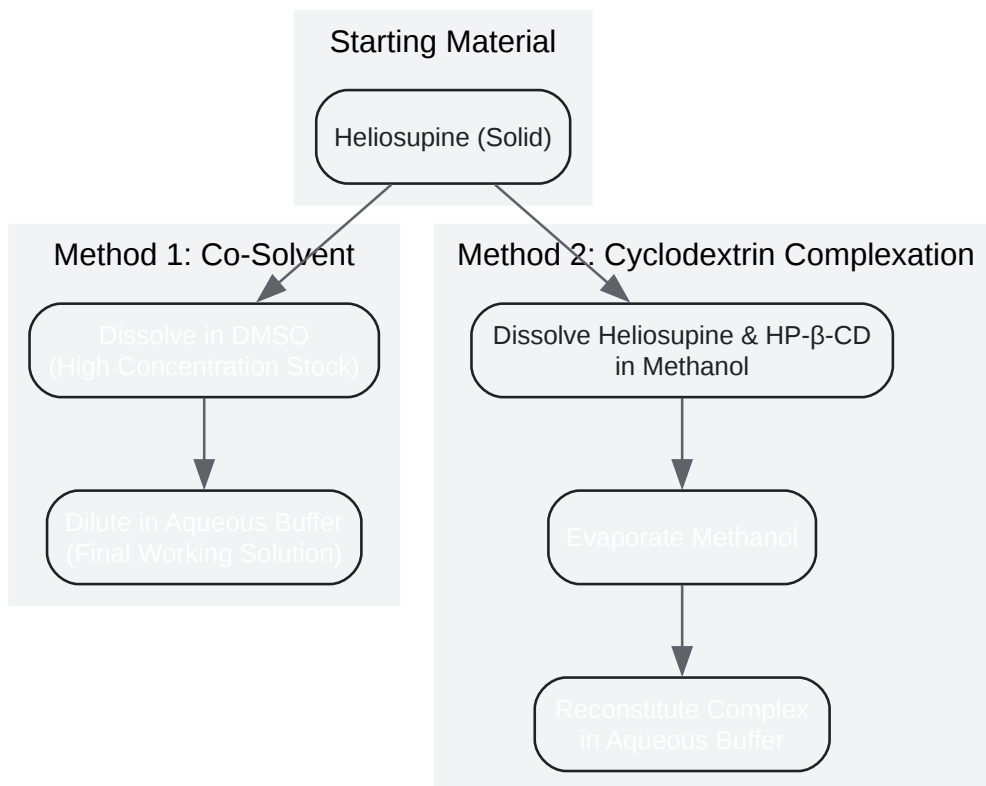 Starting Material
Heliosupine (Solid)
Method 1: Co-Solvent
Dissolve in DMSO
(High Concentration Stock)
Dilute in Aqueous Buffer
(Final Working Solution)
Method 2: Cyclodextrin Complexation
Dissolve Heliosupine & HP-β-CD
in Methanol
Evaporate Methanol
Reconstitute Complex
in Aqueous Buffer